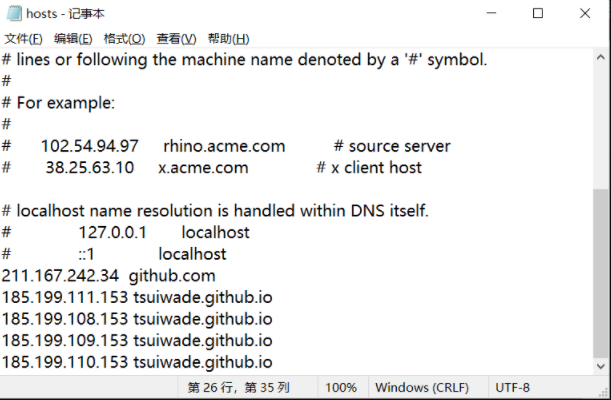 hosts - 记事本
文件(F) 编辑(E) 格式(O) 查看(V) 帮助(H)
# lines or following the machine name denoted by a '#' symbol.
#
# For example:
#
# 102.54.94.97 rhino.acme.com # source server
# 38.25.63.10 x.acme.com # x client host
# localhost name resolution is handled within DNS itself.
# 127.0.0.1 localhost
# ::1 localhost
211.167.242.34 github.com
185.199.111.153 tsuiwade.github.io
185.199.108.153 tsuiwade.github.io
185.199.109.153 tsuiwade.github.io
185.199.110.153 tsuiwade.github.io
第 26 行，第 35 列 100% Windows (CRLF) UTF-8